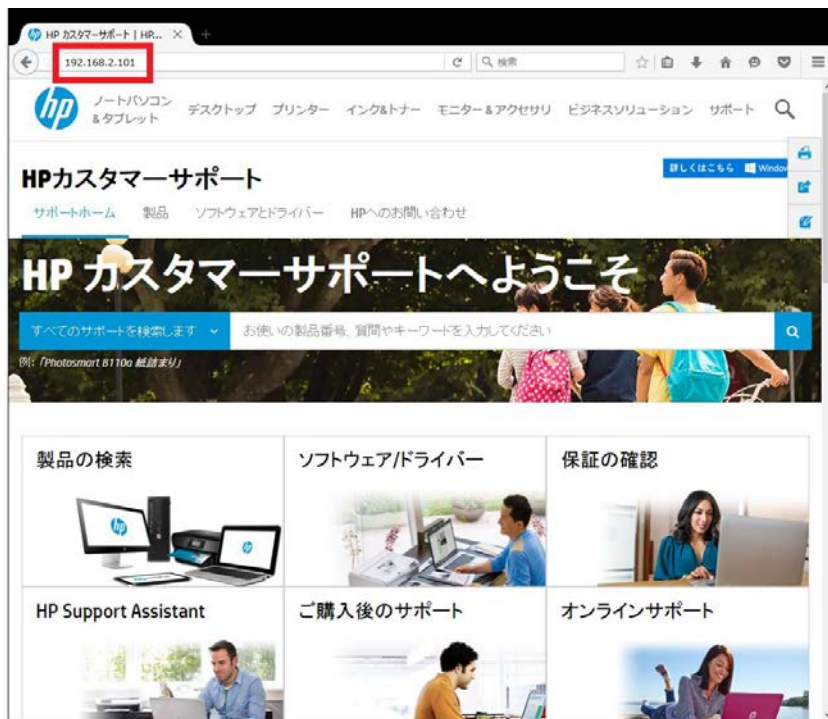 HP カスタマーサポート | HP...
192.168.2.101
検索
hp
ノートパソコン
&タブレット
デスクトップ プリンター インク&トナー モニター&アクセサリ ビジネスソリューション サポート
HPカスタマーサポート
詳しくはこちら Window
サポートホーム 製品 ソフトウェアとドライバー HPへのお問い合わせ
HP カスタマーサポートへようこそ
すべてのサポートを検索します お使いの製品番号、質問やキーワードを入力してください
例:「Photosmart B110a 紙詰まり」
製品の検索 ソフトウェア/ドライバー 保証の確認
HP Support Assistant ご購入後のサポート オンラインサポート